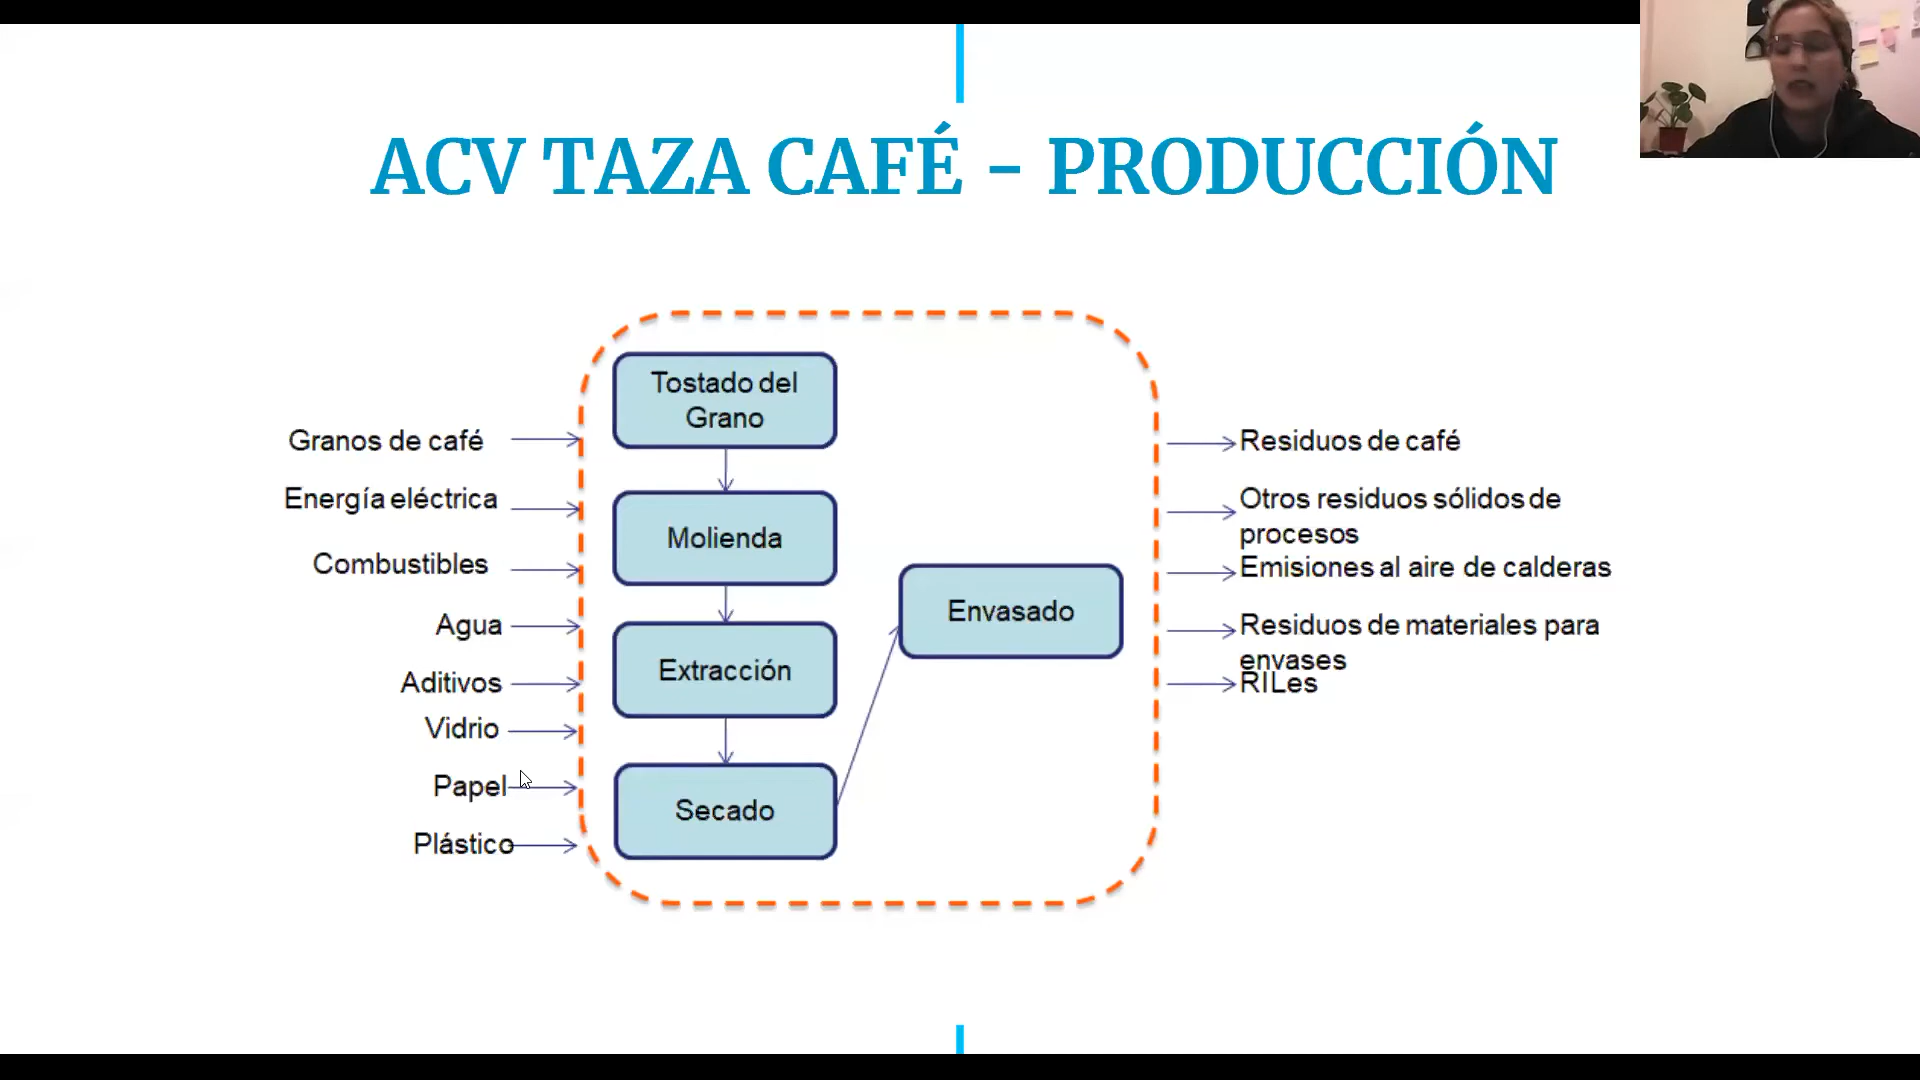 ACV TAZA CAFÉ – PRODUCCIÓN
Granos de café
Energía eléctrica
Combustibles
Agua
Aditivos
Vidrio
Papel
Plástico
Tostado del
Grano
Molienda
Extracción
Secado
Envasado
Residuos de café
Otros residuos sólidos de
procesos
Emisiones al aire de calderas
Residuos de materiales para
envases
RILes